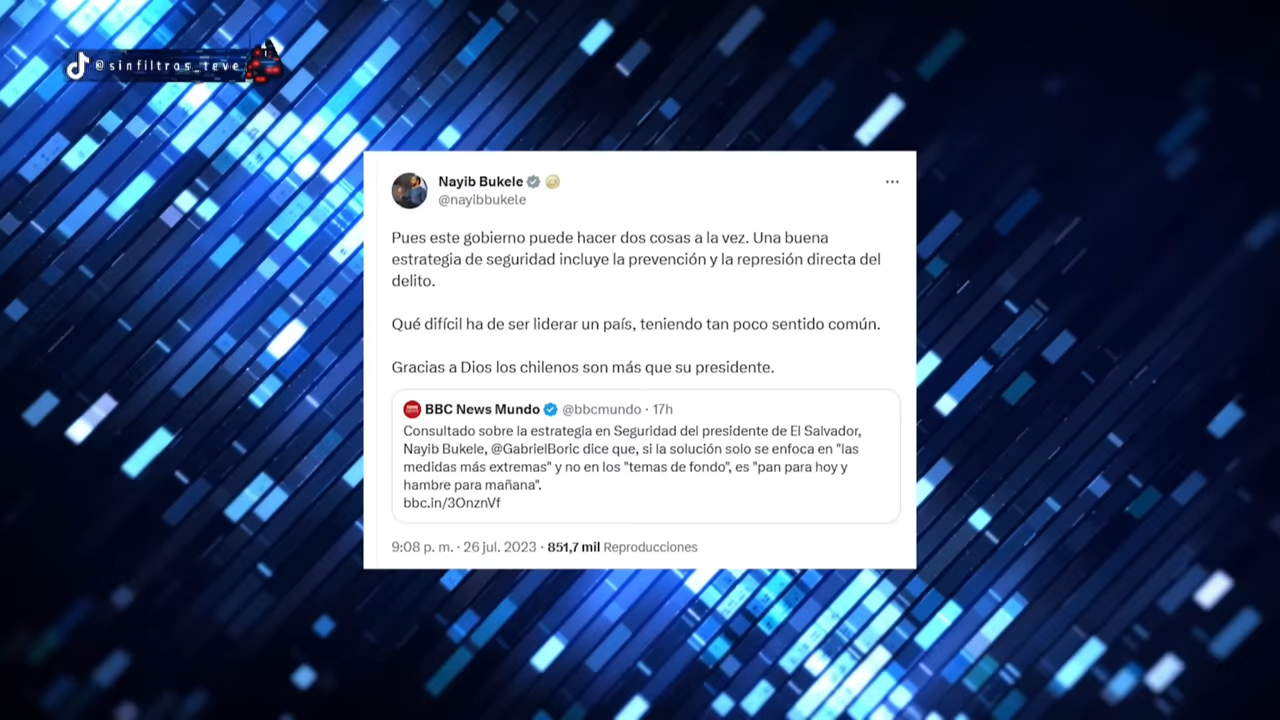 @sinfiltros_teve
Nayib Bukele
@nayibbukele
Pues este gobierno puede hacer dos cosas a la vez. Una buena
estrategia de seguridad incluye la prevención y la represión directa del
delito.
Qué difícil ha de ser liderar un país, teniendo tan poco sentido común.
Gracias a Dios los chilenos son más que su presidente.
BBC News Mundo @bbcmundo · 17h
Consultado sobre la estrategia en Seguridad del presidente de El Salvador,
Nayib Bukele, @GabrielBoric dice que, si la solución solo se enfoca en "las
medidas más extremas" y no en los "temas de fondo", es "pan para hoy y
hambre para mañana".
bbc.in/3OnznVf
9:08 p. m. · 26 jul. 2023 · 851,7 mil Reproducciones